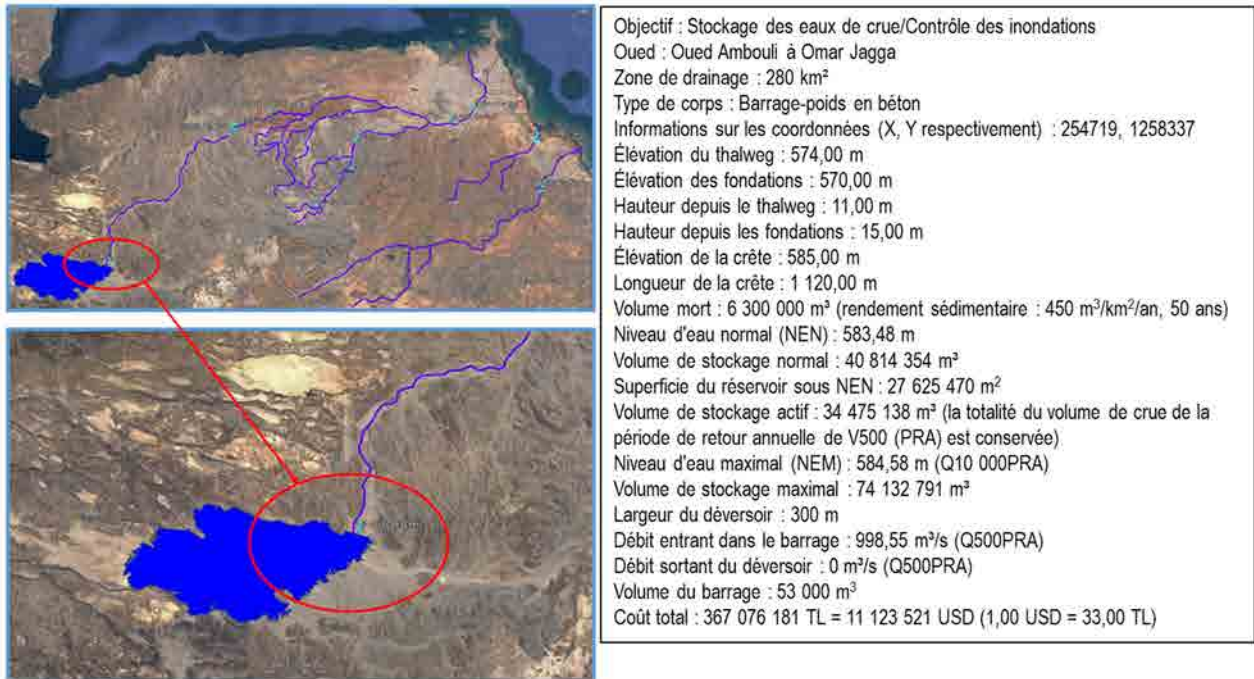 Objectif : Stockage des eaux de crue/Contrôle des inondations
Oued : Oued Ambouli à Omar Jagga
Zone de drainage : 280 km²
Type de corps : Barrage-poids en béton
Informations sur les coordonnées (X, Y respectivement) : 254719, 1258337
Élévation du thalweg : 574,00 m
Élévation des fondations : 570,00 m
Hauteur depuis le thalweg : 11,00 m
Hauteur depuis les fondations : 15,00 m
Élévation de la crête : 585,00 m
Longueur de la crête : 1 120,00 m
Volume mort : 6 300 000 m³ (rendement sédimentaire : 450 m³/km²/an, 50 ans)
Niveau d'eau normal (NEN) : 583,48 m
Volume de stockage normal : 40 814 354 m³
Superficie du réservoir sous NEN : 27 625 470 m²
Volume de stockage actif : 34 475 138 m³ (la totalité du volume de crue de la
période de retour annuelle de V500 (PRA) est conservée)
Niveau d'eau maximal (NEM) : 584,58 m (Q10 000PRA)
Volume de stockage maximal : 74 132 791 m³
Largeur du déversoir : 300 m
Débit entrant dans le barrage : 998,55 m³/s (Q500PRA)
Débit sortant du déversoir : 0 m³/s (Q500PRA)
Volume du barrage : 53 000 m³
Coût total : 367 076 181 TL = 11 123 521 USD (1,00 USD = 33,00 TL)